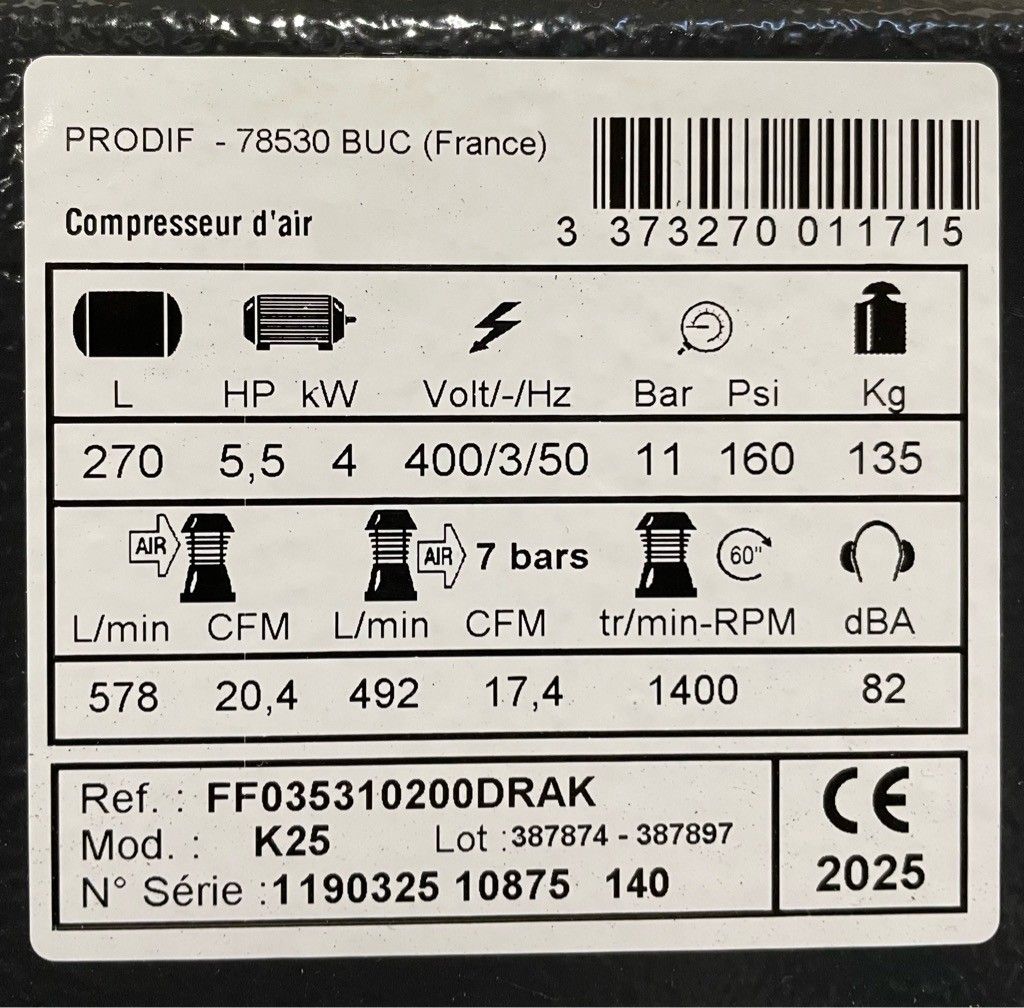 PRODIF - 78530 BUC (France)
Compresseur d'air
3 373270 011715
L HP kW Volt/-/Hz Bar Psi Kg
270 5,5 4 400/3/50 11 160 135
AIR AIR 7 bars 60"
L/min CFM L/min CFM tr/min-RPM dBA
578 20,4 492 17,4 1400 82
Ref. : FF035310200DRAK
Mod. : K25 Lot :387874 - 387897
N° Série :1190325 10875 140
CE
2025